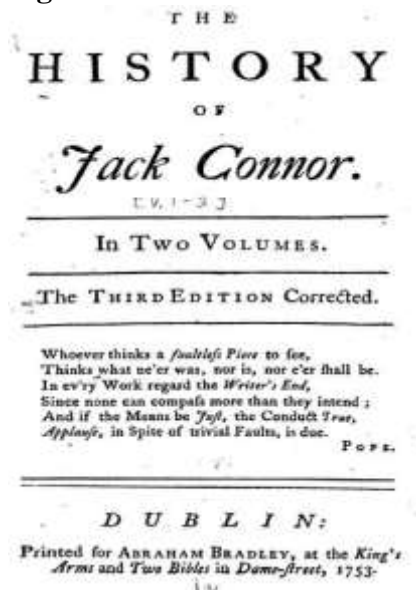 THE
HISTORY
OF
Jack Connor.
[v. 1-2]
In Two Volumes.
The THIRD EDITION Corrected.
Whoever thinks a faultleſs Piece to ſee,
Thinks what ne'er was, nor is, nor e'er ſhall be.
In ev'ry Work regard the Writer's End,
Since none can compaſs more than they intend ;
And if the Means be Juſt, the Conduct True,
Applauſe, in Spite of trivial Faults, is due.
POPE.
DUBLIN:
Printed for ABRAHAM BRADLEY, at the King's
Arms and Two Bibles in Dame-ſtreet, 1753.